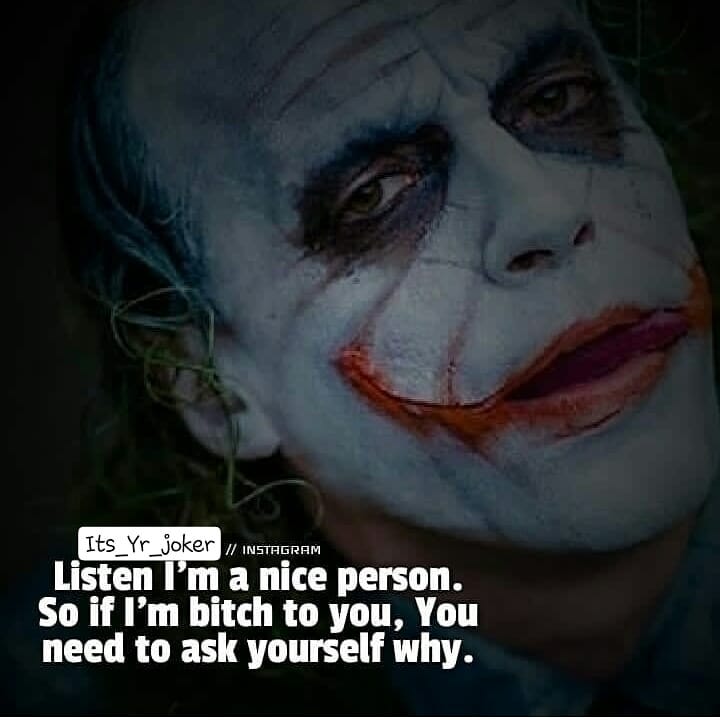 Its_Yr_joker // INSTAGRAM
Listen I'm a nice person.
So if I'm bitch to you, You
need to ask yourself why.